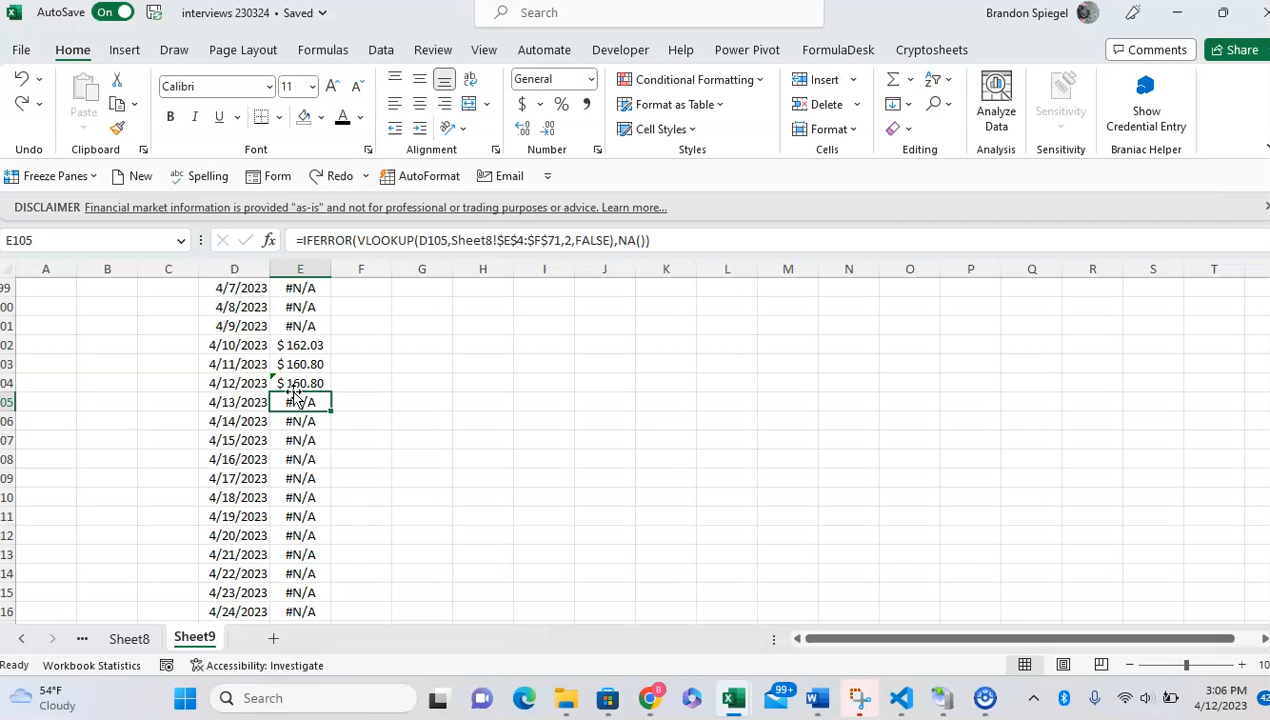 AutoSave On interviews 230324 • Saved Search Brandon Spiegel
File Home Insert Draw Page Layout Formulas Data Review View Automate Developer Help Power Pivot FormulaDesk Cryptosheets Comments Share
Paste Calibri 11 B I U General Conditional Formatting Format as Table Cell Styles Insert Delete Format Analyze Data Sensitivity Show Credential Entry
Undo Clipboard Font Alignment Number Styles Cells Editing Analysis Sensitivity Braniac Helper
Freeze Panes New Spelling Form Redo AutoFormat Email
DISCLAIMER Financial market information is provided "as-is" and not for professional or trading purposes or advice. Learn more...
E105 fx =IFERROR(VLOOKUP(D105,Sheet8!$E$4:$F$71,2,FALSE),NA())
A B C D E F G H I J K L M N O P Q R S T
99 4/7/2023 #N/A
00 4/8/2023 #N/A
01 4/9/2023 #N/A
02 4/10/2023 $ 162.03
03 4/11/2023 $ 160.80
04 4/12/2023 $ 160.80
05 4/13/2023 #N/A
06 4/14/2023 #N/A
07 4/15/2023 #N/A
08 4/16/2023 #N/A
09 4/17/2023 #N/A
10 4/18/2023 #N/A
11 4/19/2023 #N/A
12 4/20/2023 #N/A
13 4/21/2023 #N/A
14 4/22/2023 #N/A
15 4/23/2023 #N/A
16 4/24/2023 #N/A
Sheet8 Sheet9
Ready Workbook Statistics Accessibility: Investigate 10
54°F Cloudy Search 99+ 3:06 PM 4/12/2023 42